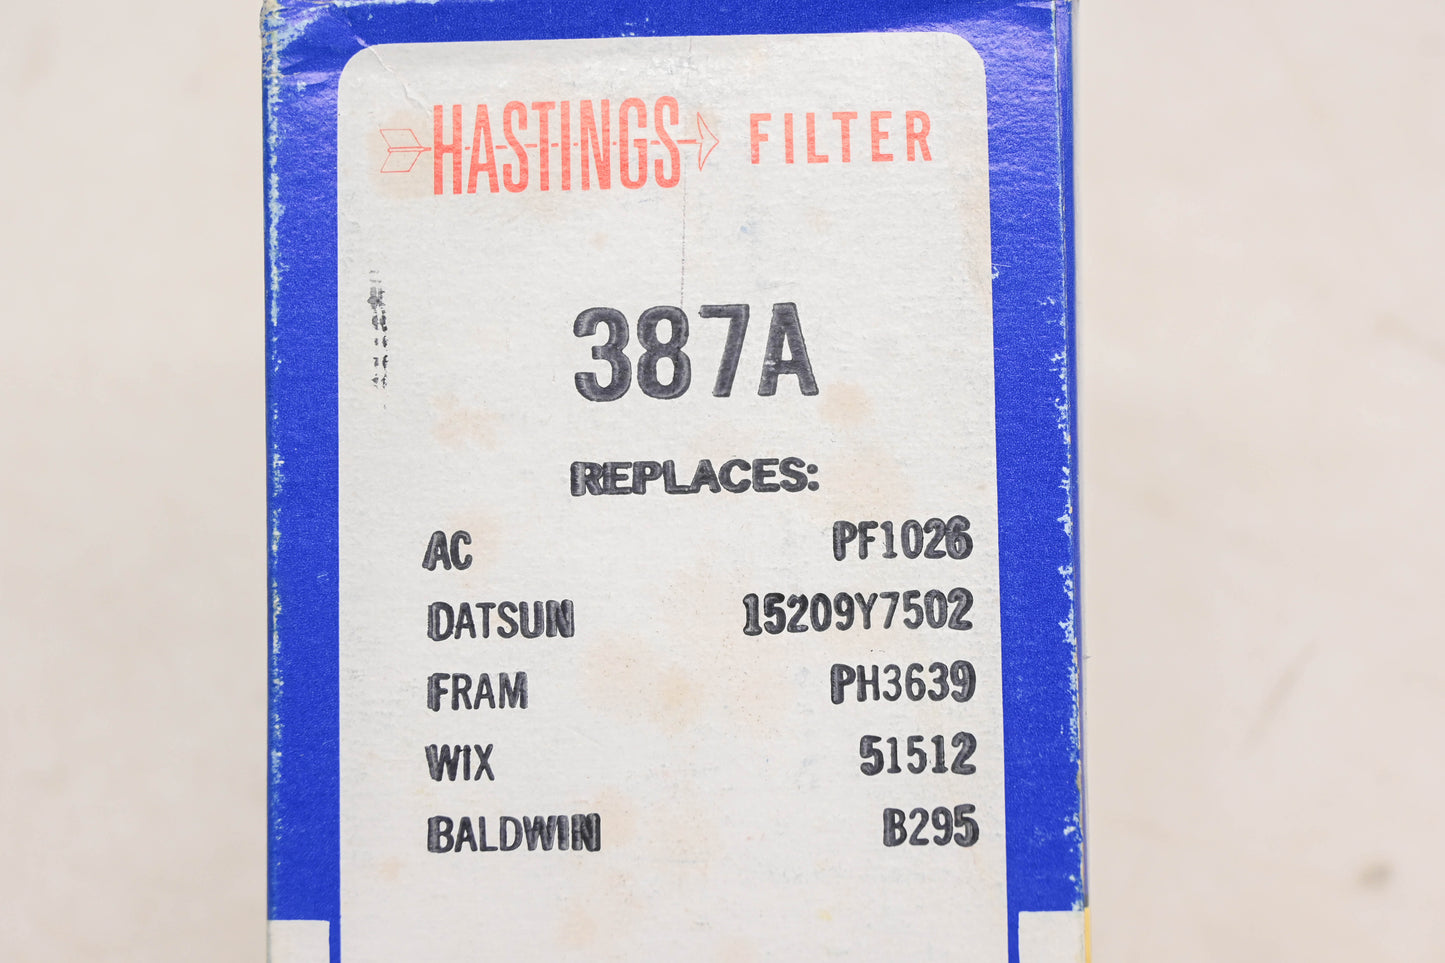 HASTINGS FILTER
387A
REPLACES:
AC PF1026
DATSUN 15209Y7502
FRAM PH3639
WIX 51512
BALDWIN B295